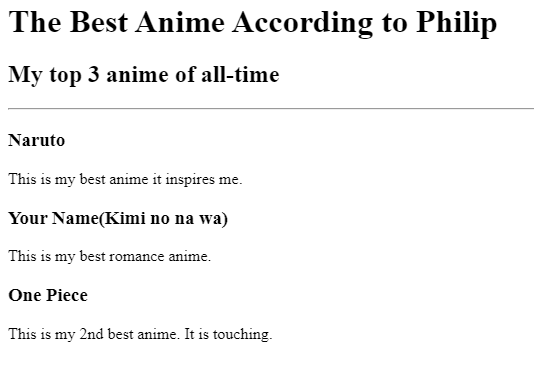 The Best Anime According to Philip
My top 3 anime of all-time
Naruto
This is my best anime it inspires me.
Your Name(Kimi no na wa)
This is my best romance anime.
One Piece
This is my 2nd best anime. It is touching.